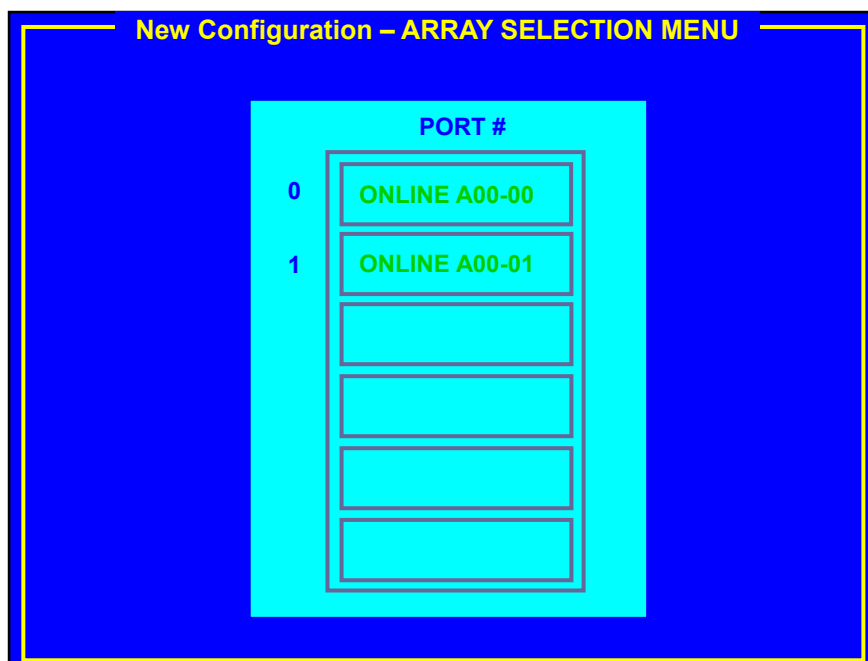 New Configuration – ARRAY SELECTION MENU
PORT #
0 ONLINE A00-00
1 ONLINE A00-01